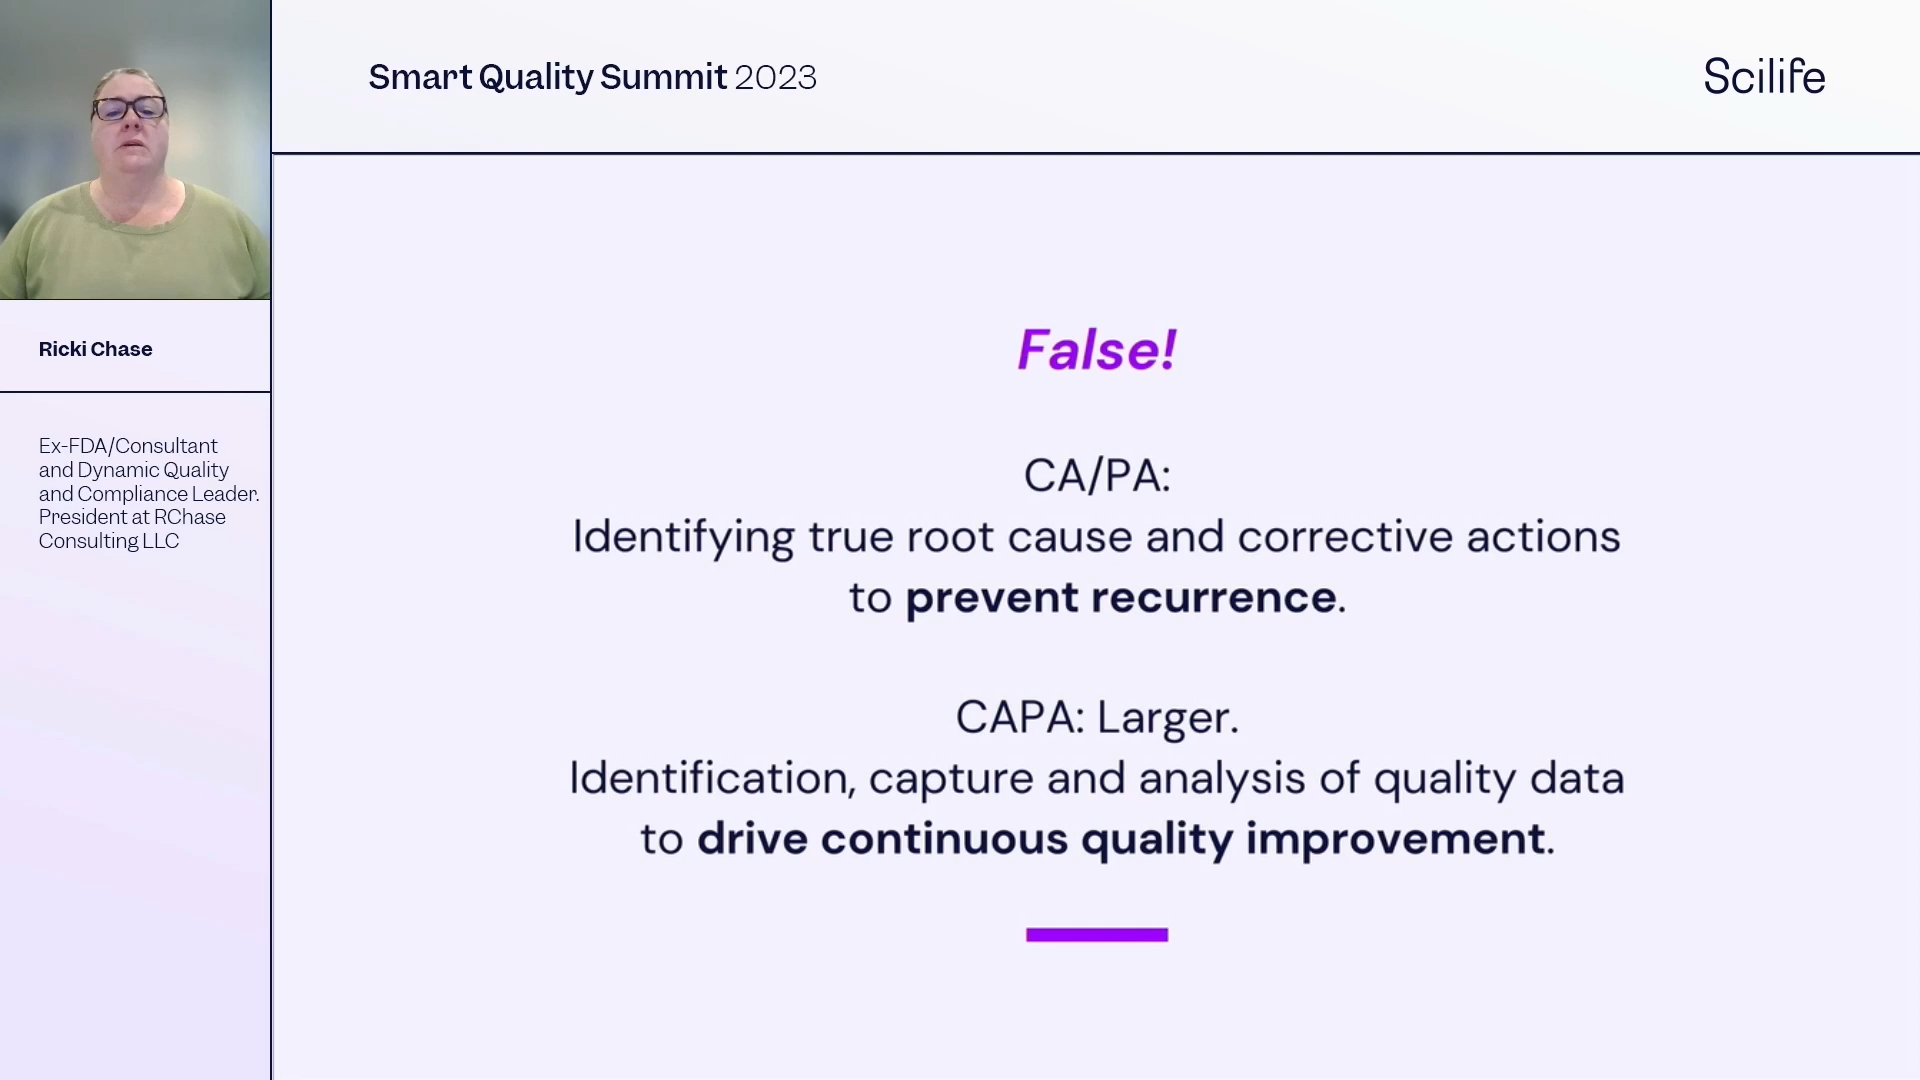 Smart Quality Summit 2023
Scilife
Ricki Chase
Ex-FDA/Consultant
and Dynamic Quality
and Compliance Leader.
President at RChase
Consulting LLC
False!
CA/PA:
Identifying true root cause and corrective actions
to prevent recurrence.
CAPA: Larger.
Identification, capture and analysis of quality data
to drive continuous quality improvement.